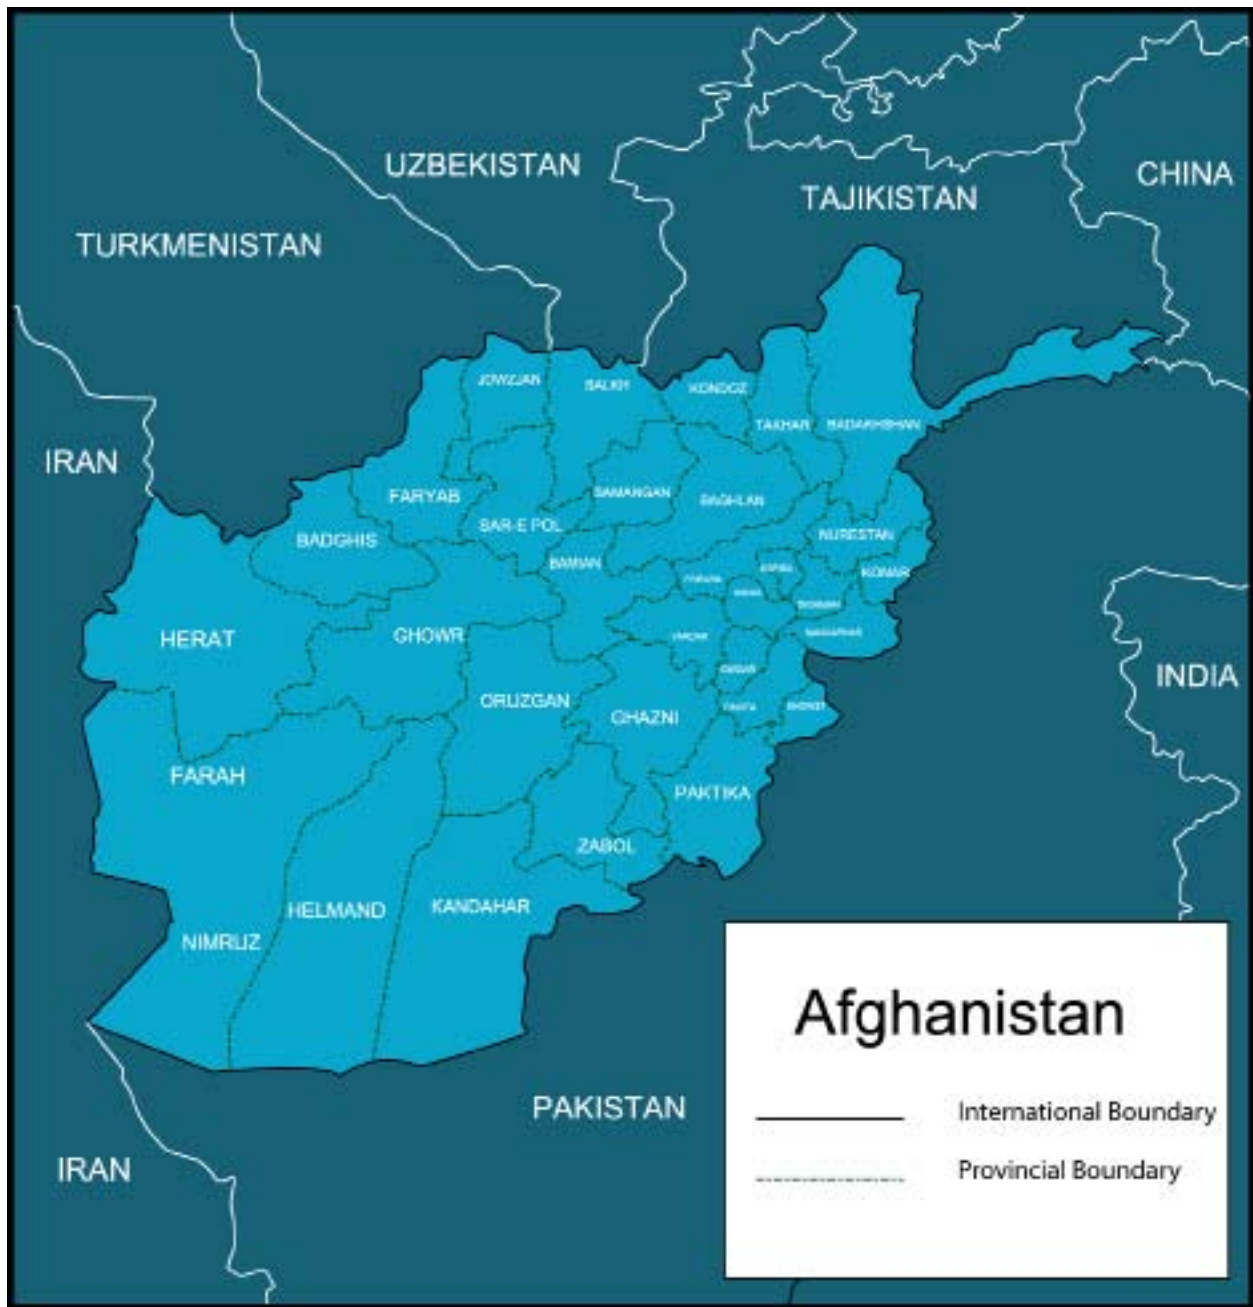 UZBEKISTAN
CHINA
TAJIKISTAN
TURKMENISTAN
JOWZJAN
BALKH
KONDOZ
TAKHAR
BADAKHSHAN
IRAN
FARYAB
SAMANGAN
BAGHLAN
SAR-E POL
NURESTAN
BADGHIS
BAMIAN
KONAR
HERAT
GHOWR
INDIA
ORUZGAN
GHAZNI
FARAH
PAKTIKA
ZABOL
HELMAND
KANDAHAR
NIMRUZ
Afghanistan
PAKISTAN
International Boundary
IRAN
Provincial Boundary